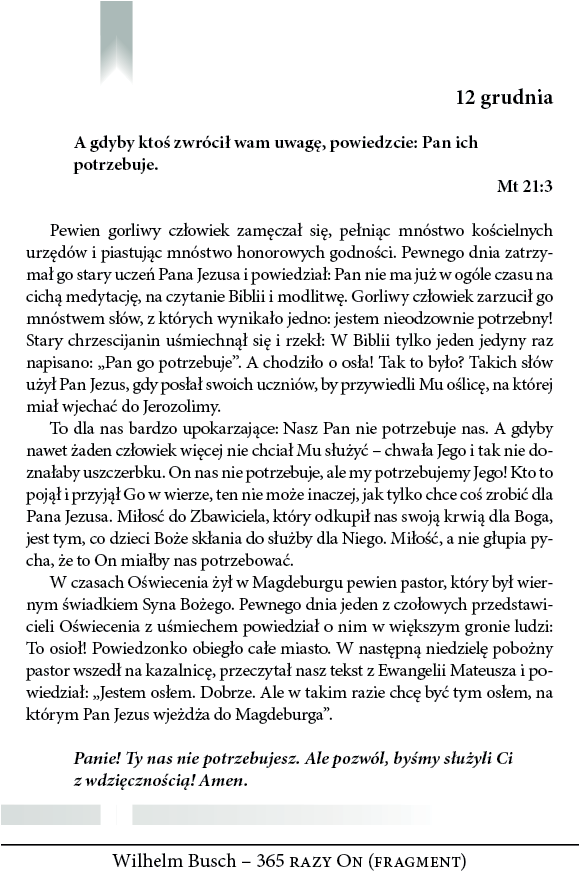 12 grudnia
A gdyby ktoś zwrócił wam uwagę, powiedzcie: Pan ich
potrzebuje.
Mt 21:3
Pewien gorliwy człowiek zamęczał się, pełniąc mnóstwo kościelnych
urzędów i piastując mnóstwo honorowych godności. Pewnego dnia zatrzy-
mał go stary uczeń Pana Jezusa i powiedział: Pan nie ma już w ogóle czasu na
cichą medytację, na czytanie Biblii i modlitwę. Gorliwy człowiek zarzucił go
mnóstwem słów, z których wynikało jedno: jestem nieodzownie potrzebny!
Stary chrzescijanin uśmiechnął się i rzekł: W Biblii tylko jeden jedyny raz
napisano: „Pan go potrzebuje”. A chodziło o osła! Tak to było? Takich słów
użył Pan Jezus, gdy posłał swoich uczniów, by przywiedli Mu oślicę, na której
miał wjechać do Jerozolimy.
To dla nas bardzo upokarzające: Nasz Pan nie potrzebuje nas. A gdyby
nawet żaden człowiek więcej nie chciał Mu służyć – chwała Jego i tak nie do-
znałaby uszczerbku. On nas nie potrzebuje, ale my potrzebujemy Jego! Kto to
pojął i przyjął Go w wierze, ten nie może inaczej, jak tylko chce coś zrobić dla
Pana Jezusa. Miłość do Zbawiciela, który odkupił nas swoją krwią dla Boga,
jest tym, co dzieci Boże skłania do służby dla Niego. Miłość, a nie głupia py-
cha, że to On miałby nas potrzebować.
W czasach Oświecenia żył w Magdeburgu pewien pastor, który był wier-
nym świadkiem Syna Bożego. Pewnego dnia jeden z czołowych przedstawi-
cieli Oświecenia z uśmiechem powiedział o nim w większym gronie ludzi:
To osioł! Powiedzonko obiegło całe miasto. W następną niedzielę pobożny
pastor wszedł na kazalnicę, przeczytał nasz tekst z Ewangelii Mateusza i po-
wiedział: „Jestem osłem. Dobrze. Ale w takim razie chcę być tym osłem, na
którym Pan Jezus wjeżdża do Magdeburga”.
Panie! Ty nas nie potrzebujesz. Ale pozwól, byśmy służyli Ci
z wdzięcznością! Amen.
Wilhelm Busch – 365 RAZY ON (FRAGMENT)